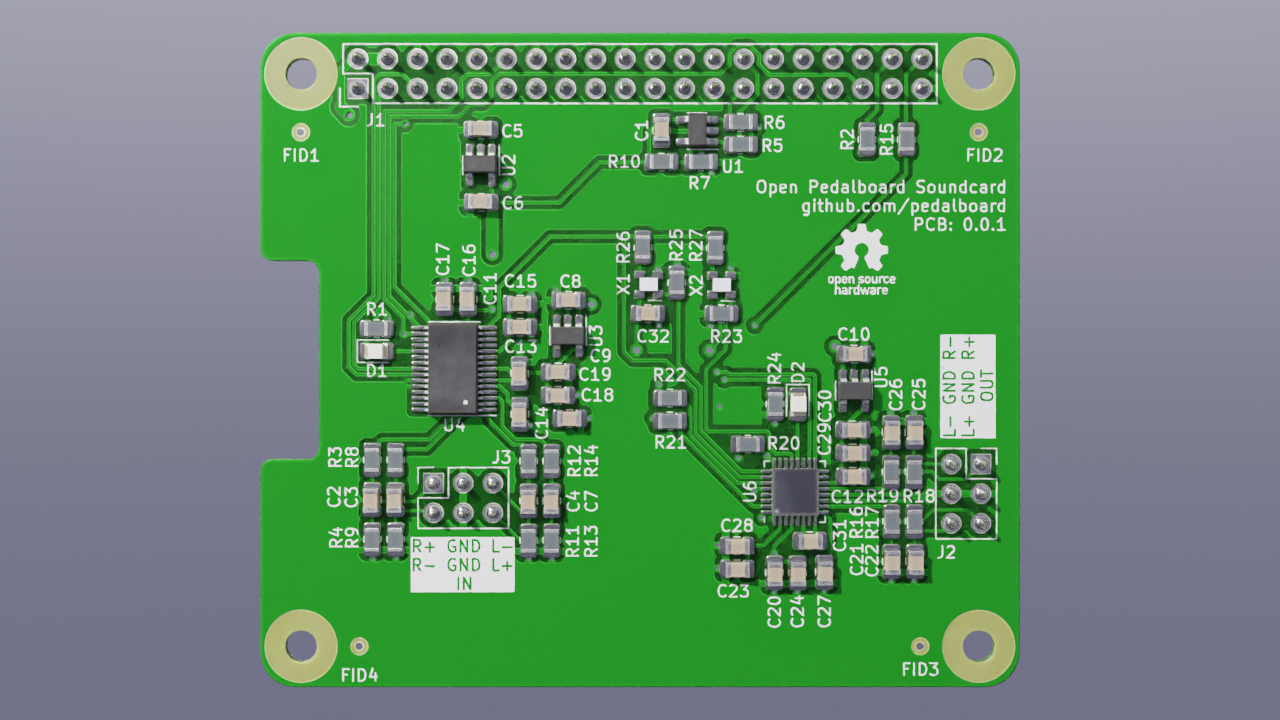 J1
FID1
C5
U2
C6
C1
R6
R5
R10
U1
R7
R2
R15
FID2
Open Pedalboard Soundcard
github.com/pedalboard
PCB: 0.0.1
open source
hardware
C17
C16
C11
C15
C8
U3
C9
C13
C19
C18
C14
R1
D1
U4
R26
R25
R27
X1
X2
C32
R23
R22
R21
R24
D2
C30
C29
C10
U5
C26
C25
R20
U6
C12
R19
R18
L- GND R-
L+ GND R+
OUT
R3
R8
J3
R12
R14
C2
C3
C4
C7
R4
R9
R11
R13
R+ GND L-
R- GND L+
IN
C28
C23
C20
C24
C27
C31
R16
R17
C21
C22
J2
FID4
FID3